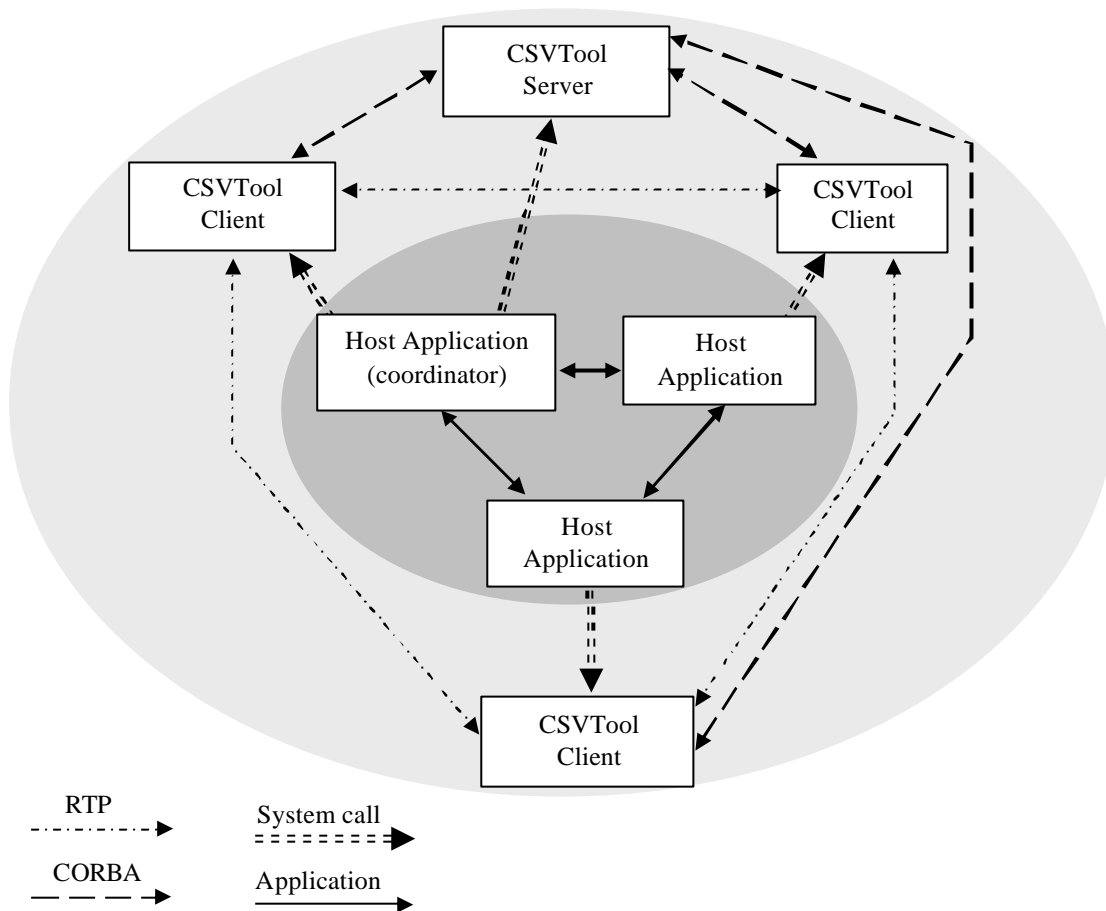 CSVTool
Server
CSVTool
Client
CSVTool
Client
Host Application
(coordinator)
Host
Application
Host
Application
CSVTool
Client
RTP
System call
CORBA
Application